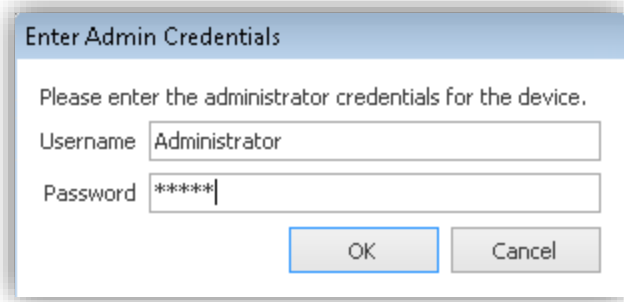 Enter Admin Credentials
Please enter the administrator credentials for the device.
Username Administrator
Password *****
OK Cancel